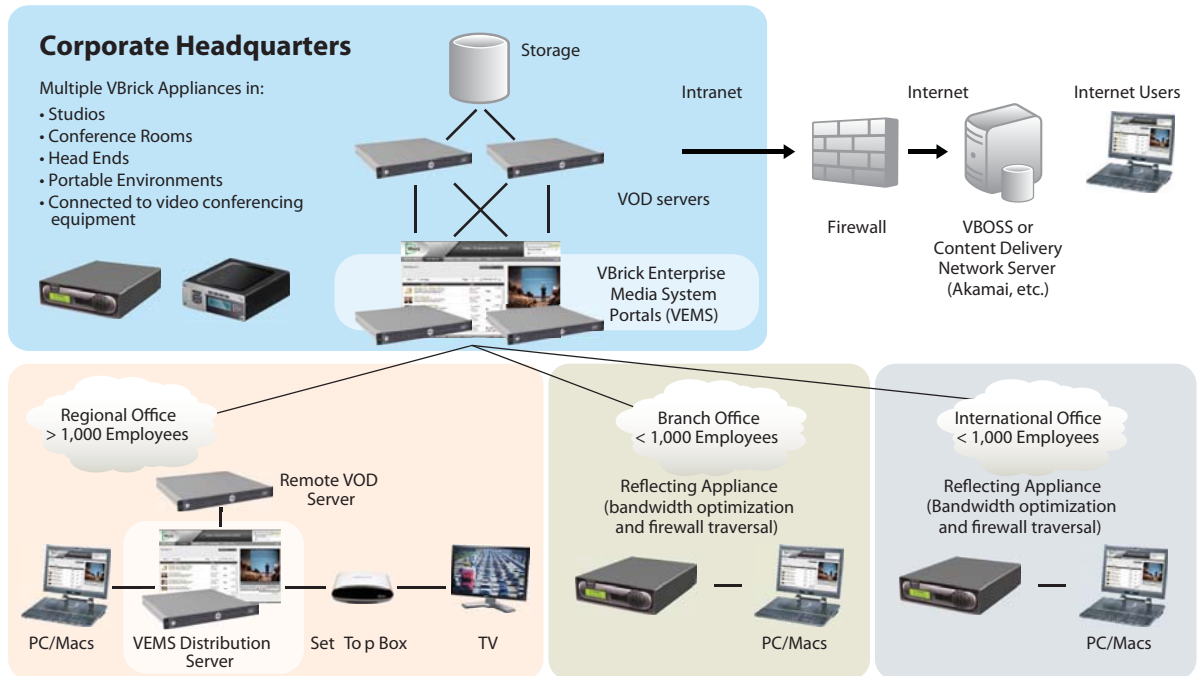 Corporate Headquarters
Multiple VBrick Appliances in:
• Studios
• Conference Rooms
• Head Ends
• Portable Environments
• Connected to video conferencing
equipment
Storage
VOD servers
VBrick Enterprise
Media System
Portals (VEMS)
Intranet
Internet
Internet Users
Firewall
VBOSS or
Content Delivery
Network Server
(Akamai, etc.)
Regional Office
> 1,000 Employees
Remote VOD
Server
PC/Macs
VEMS Distribution
Server
Set To p Box
TV
Branch Office
< 1,000 Employees
Reflecting Appliance
(bandwidth optimization
and firewall traversal)
PC/Macs
International Office
< 1,000 Employees
Reflecting Appliance
(Bandwidth optimization
and firewall traversal)
PC/Macs